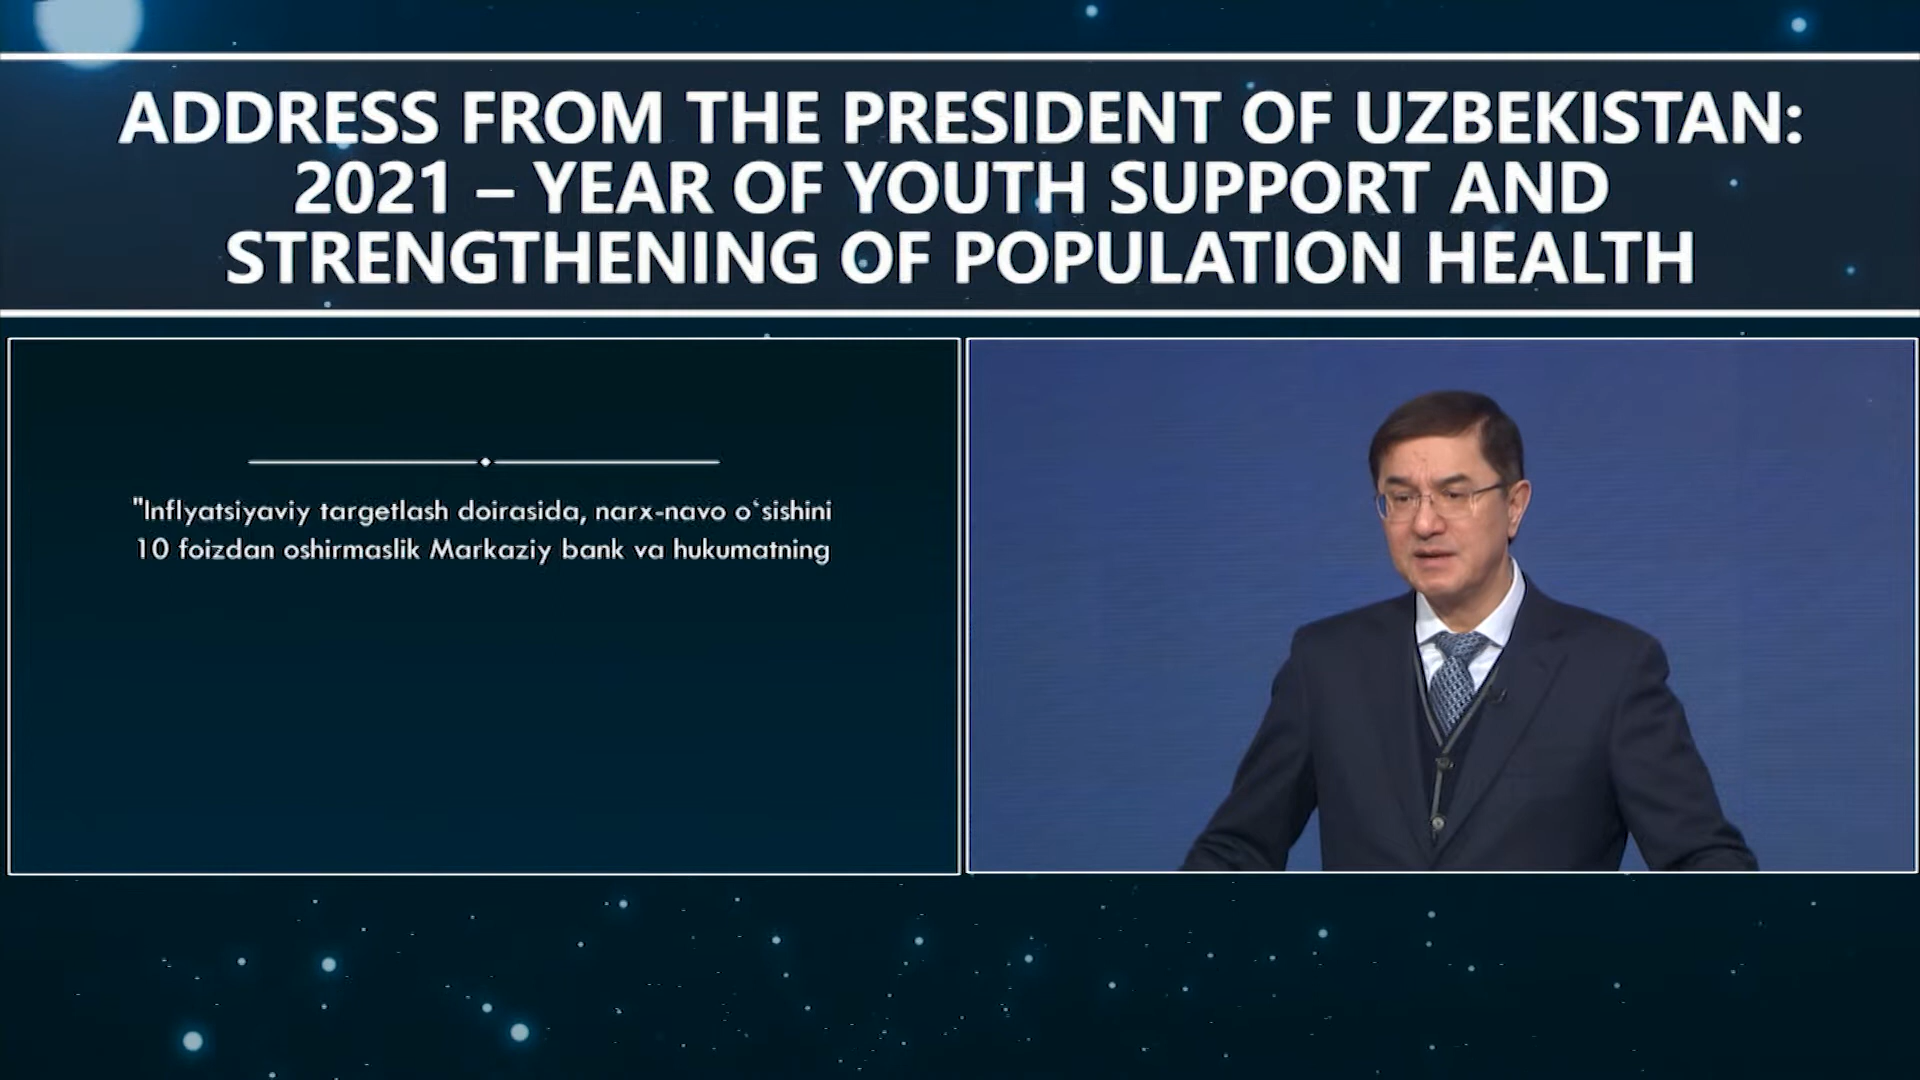 ADDRESS FROM THE PRESIDENT OF UZBEKISTAN:
2021 – YEAR OF YOUTH SUPPORT AND
STRENGTHENING OF POPULATION HEALTH
"Inflyatsiyaviy targetlash doirasida, narx-navo o‘sishini
10 foizdan oshirmaslik Markaziy bank va hukumatning